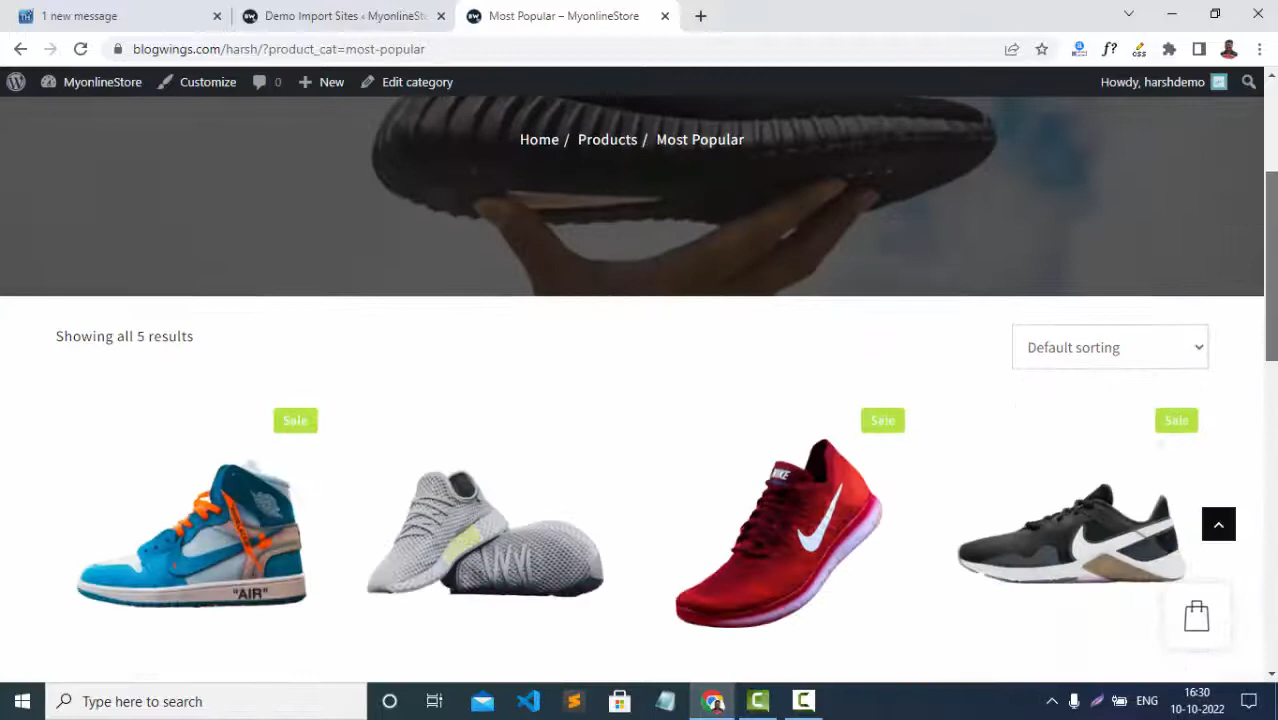 1 new message
Demo Import Sites ‹ MyonlineSt
Most Popular – MyonlineStore
blogwings.com/harsh/?product_cat=most-popular
MyonlineStore Customize 0 New Edit category Howdy, harshdemo
Home / Products / Most Popular
Showing all 5 results
Default sorting
Sale
Sale
Sale
NIKE
"AIR"
Type here to search
ENG
16:30
10-10-2022